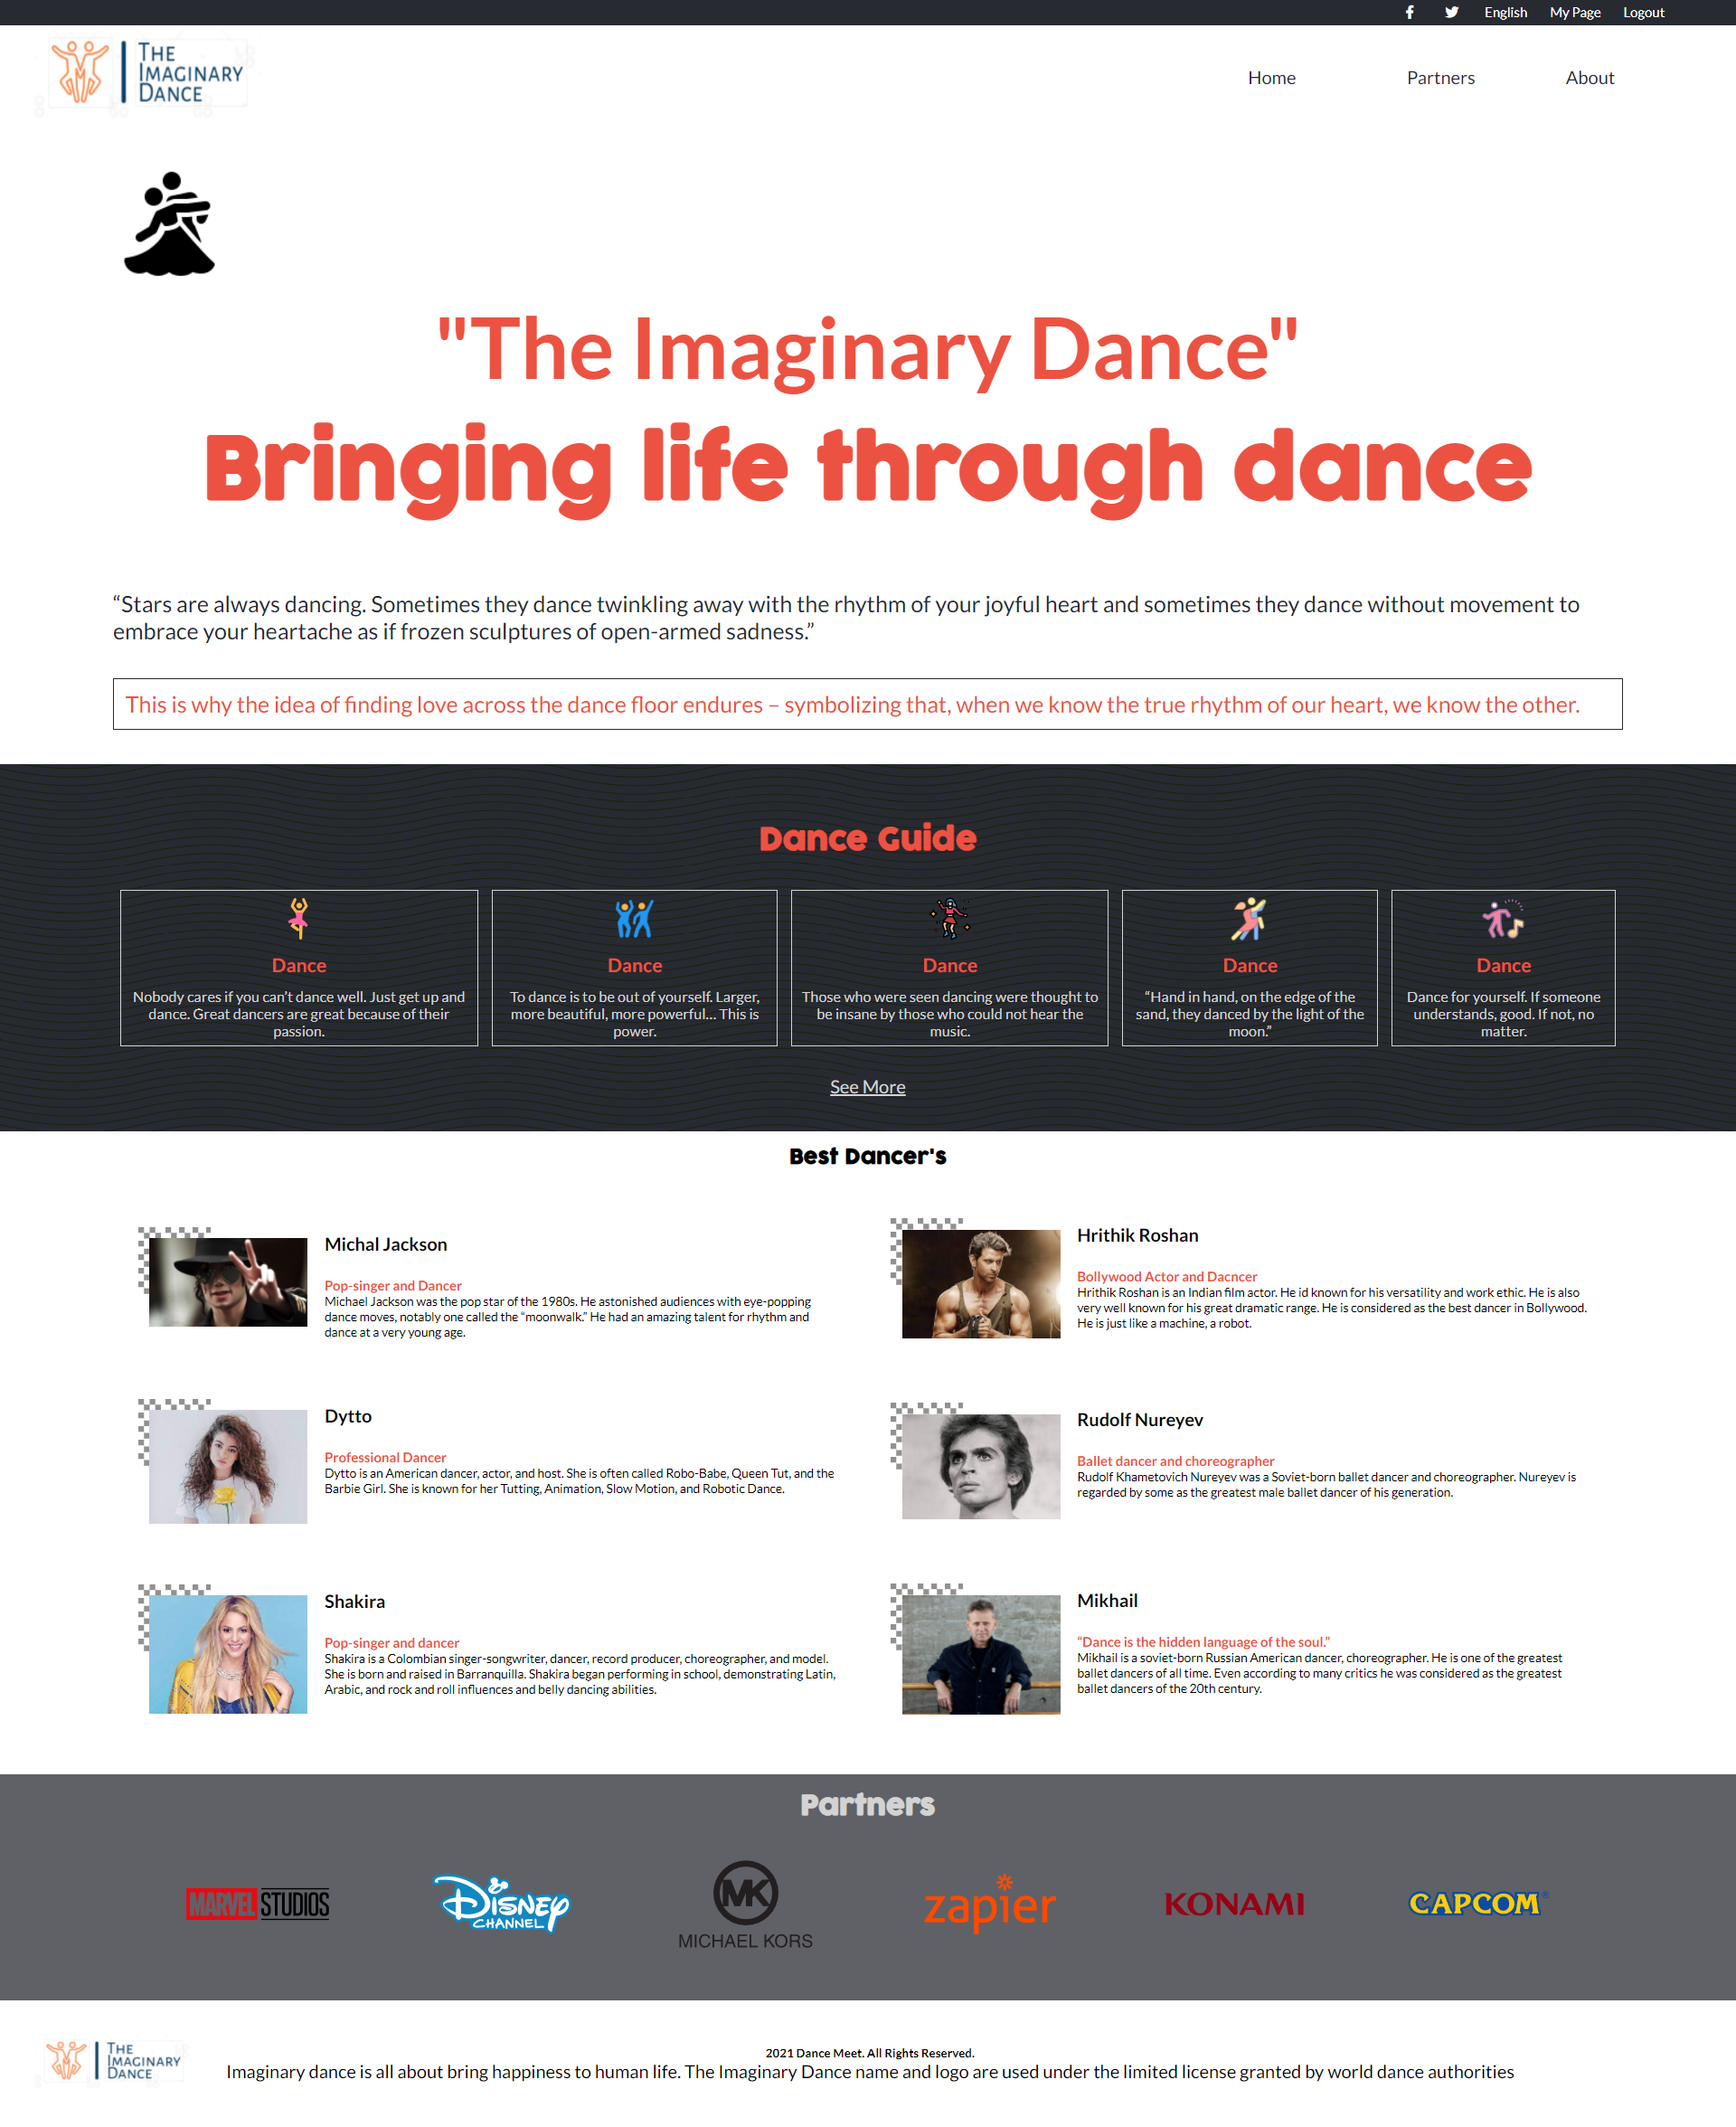 English My Page Logout
THE
IMAGINARY
DANCE
Home Partners About
"The Imaginary Dance"
Bringing life through dance
“Stars are always dancing. Sometimes they dance twinkling away with the rhythm of your joyful heart and sometimes they dance without movement to
embrace your heartache as if frozen sculptures of open-armed sadness.”
This is why the idea of finding love across the dance floor endures – symbolizing that, when we know the true rhythm of our heart, we know the other.
Dance Guide
Dance
Nobody cares if you can’t dance well. Just get up and
dance. Great dancers are great because of their
passion.
Dance
To dance is to be out of yourself. Larger,
more beautiful, more powerful... This is
power.
Dance
Those who were seen dancing were thought to
be insane by those who could not hear the
music.
Dance
“Hand in hand, on the edge of the
sand, they danced by the light of the
moon.”
Dance
Dance for yourself. If someone
understands, good. If not, no
matter.
See More
Best Dancer's
Michal Jackson
Pop-singer and Dancer
Michael Jackson was the pop star of the 1980s. He astonished audiences with eye-popping
dance moves, notably one called the “moonwalk.” He had an amazing talent for rhythm and
dance at a very young age.
Hrithik Roshan
Bollywood Actor and Dacncer
Hrithik Roshan is an Indian film actor. He id known for his versatility and work ethic. He is also
very well known for his great dramatic range. He is considered as the best dancer in Bollywood.
He is just like a machine, a robot.
Dytto
Professional Dancer
Dytto is an American dancer, actor, and host. She is often called Robo-Babe, Queen Tut, and the
Barbie Girl. She is known for her Tutting, Animation, Slow Motion, and Robotic Dance.
Rudolf Nureyev
Ballet dancer and choreographer
Rudolf Khametovich Nureyev was a Soviet-born ballet dancer and choreographer. Nureyev is
regarded by some as the greatest male ballet dancer of his generation.
Shakira
Pop-singer and dancer
Shakira is a Colombian singer-songwriter, dancer, record producer, choreographer, and model.
She is born and raised in Barranquilla. Shakira began performing in school, demonstrating Latin,
Arabic, and rock and roll influences and belly dancing abilities.
Mikhail
“Dance is the hidden language of the soul.”
Mikhail is a soviet-born Russian American dancer, choreographer. He is one of the greatest
ballet dancers of all time. Even according to many critics he was considered as the greatest
ballet dancers of the 20th century.
Partners
MARVEL STUDIOS
DISNEY
CHANNEL
MK
MICHAEL KORS
zapier
KONAMI
CAPCOM®
THE
IMAGINARY
DANCE
2021 Dance Meet. All Rights Reserved.
Imaginary dance is all about bring happiness to human life. The Imaginary Dance name and logo are used under the limited license granted by world dance authorities